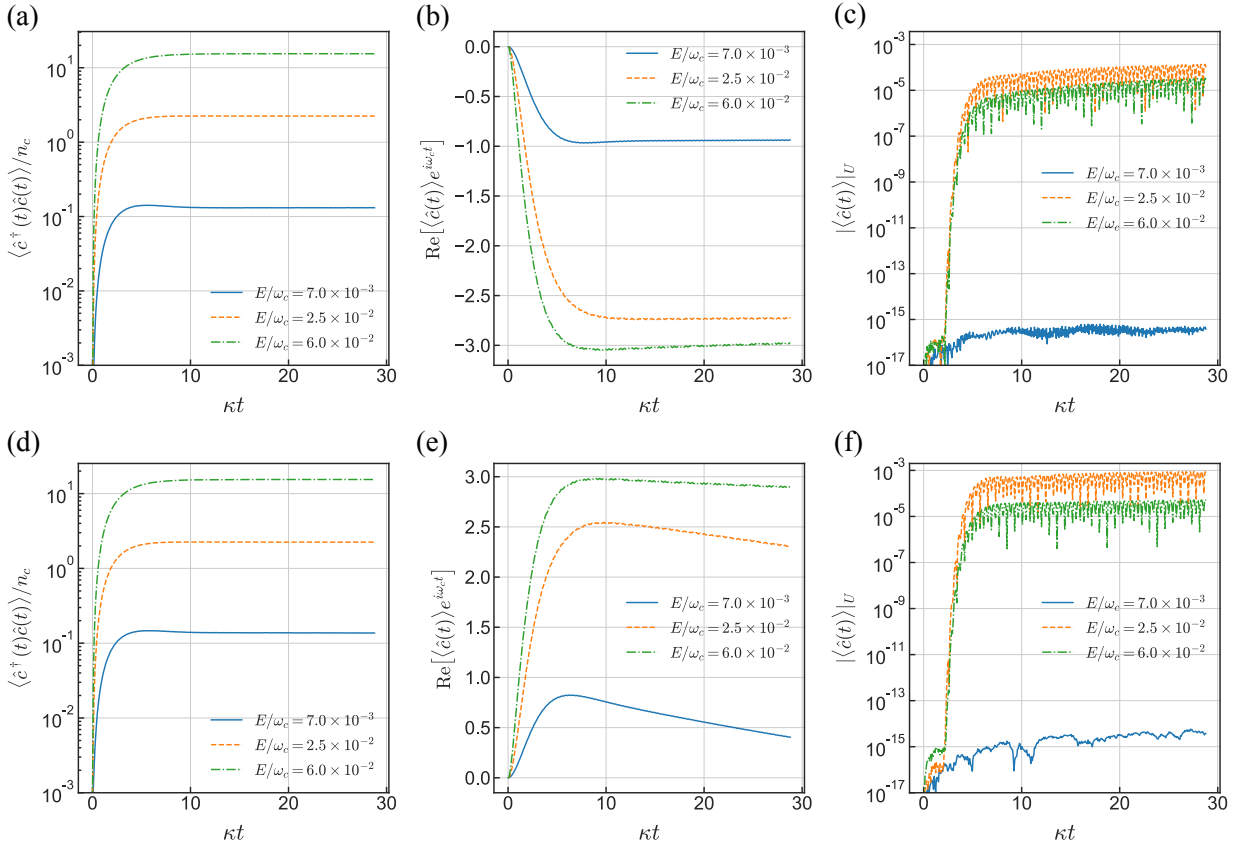 (a)
⟨ĉ†(t)ĉ(t)⟩/n_c
10^1
10^0
10^−1
10^−2
10^−3
E/ω_c = 7.0 × 10^−3
E/ω_c = 2.5 × 10^−2
E/ω_c = 6.0 × 10^−2
0 10 20 30
κt
(b)
Re[⟨ĉ(t)⟩e^{iω_c t}]
0.0
−0.5
−1.0
−1.5
−2.0
−2.5
−3.0
E/ω_c = 7.0 × 10^−3
E/ω_c = 2.5 × 10^−2
E/ω_c = 6.0 × 10^−2
0 10 20 30
κt
(c)
|⟨ĉ(t)⟩|_U
10^−3
10^−5
10^−7
10^−9
10^−11
10^−13
10^−15
10^−17
E/ω_c = 7.0 × 10^−3
E/ω_c = 2.5 × 10^−2
E/ω_c = 6.0 × 10^−2
0 10 20 30
κt
(d)
⟨ĉ†(t)ĉ(t)⟩/n_c
10^1
10^0
10^−1
10^−2
10^−3
E/ω_c = 7.0 × 10^−3
E/ω_c = 2.5 × 10^−2
E/ω_c = 6.0 × 10^−2
0 10 20 30
κt
(e)
Re[⟨ĉ(t)⟩e^{iω_c t}]
3.0
2.5
2.0
1.5
1.0
0.5
0.0
E/ω_c = 7.0 × 10^−3
E/ω_c = 2.5 × 10^−2
E/ω_c = 6.0 × 10^−2
0 10 20 30
κt
(f)
|⟨ĉ(t)⟩|_U
10^−3
10^−5
10^−7
10^−9
10^−11
10^−13
10^−15
10^−17
E/ω_c = 7.0 × 10^−3
E/ω_c = 2.5 × 10^−2
E/ω_c = 6.0 × 10^−2
0 10 20 30
κt